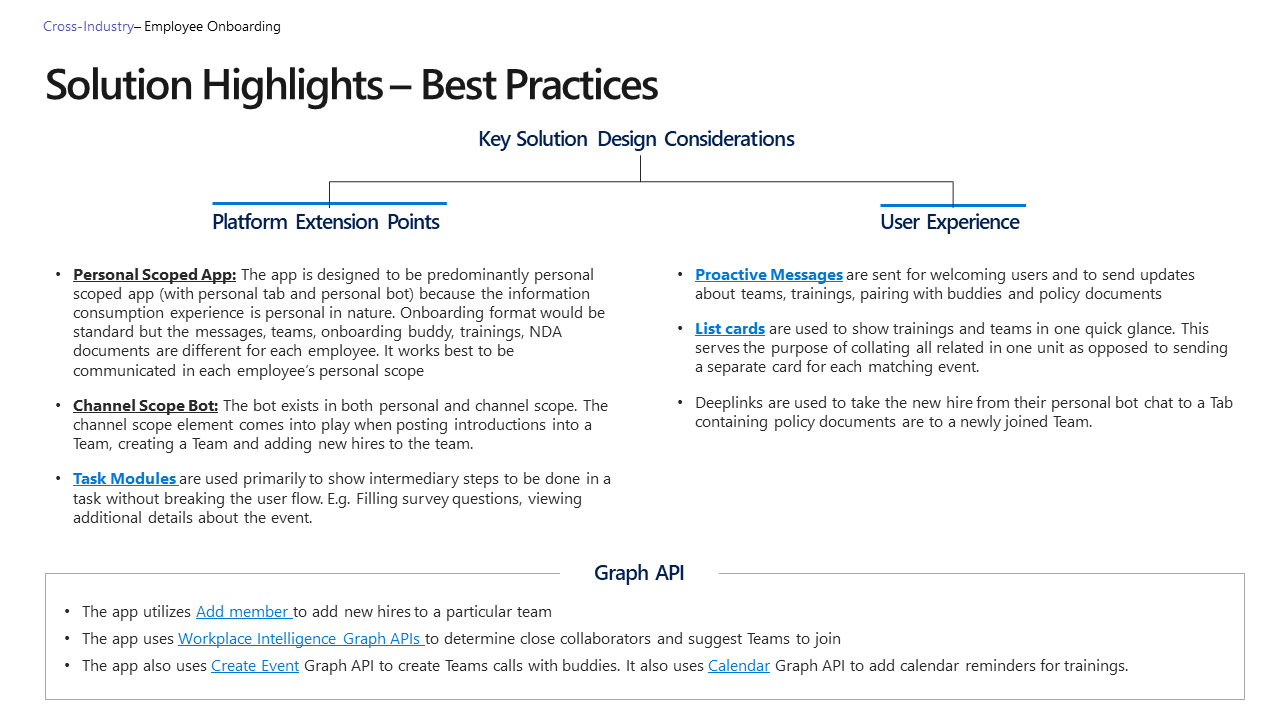 Cross-Industry– Employee Onboarding
Solution Highlights – Best Practices
Key Solution Design Considerations
Platform Extension Points
• Personal Scoped App: The app is designed to be predominantly personal
scoped app (with personal tab and personal bot) because the information
consumption experience is personal in nature. Onboarding format would be
standard but the messages, teams, onboarding buddy, trainings, NDA
documents are different for each employee. It works best to be
communicated in each employee's personal scope
• Channel Scope Bot: The bot exists in both personal and channel scope. The
channel scope element comes into play when posting introductions into a
Team, creating a Team and adding new hires to the team.
• Task Modules are used primarily to show intermediary steps to be done in a
task without breaking the user flow. E.g. Filling survey questions, viewing
additional details about the event.
User Experience
• Proactive Messages are sent for welcoming users and to send updates
about teams, trainings, pairing with buddies and policy documents
• List cards are used to show trainings and teams in one quick glance. This
serves the purpose of collating all related in one unit as opposed to sending
a separate card for each matching event.
• Deeplinks are used to take the new hire from their personal bot chat to a Tab
containing policy documents are to a newly joined Team.
Graph API
• The app utilizes Add member to add new hires to a particular team
• The app uses Workplace Intelligence Graph APIs to determine close collaborators and suggest Teams to join
• The app also uses Create Event Graph API to create Teams calls with buddies. It also uses Calendar Graph API to add calendar reminders for trainings.